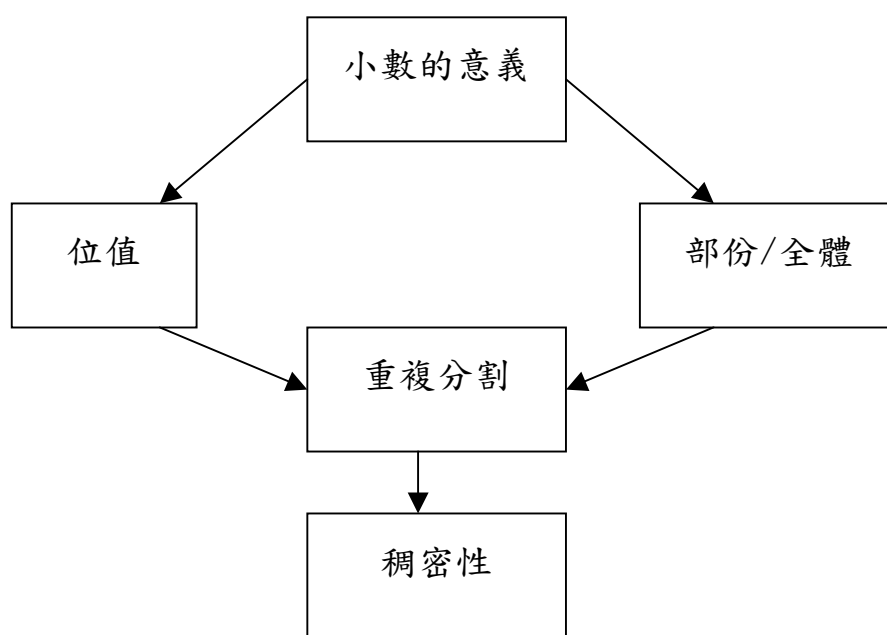 小數的意義
位值
部份/全體
重複分割
稠密性